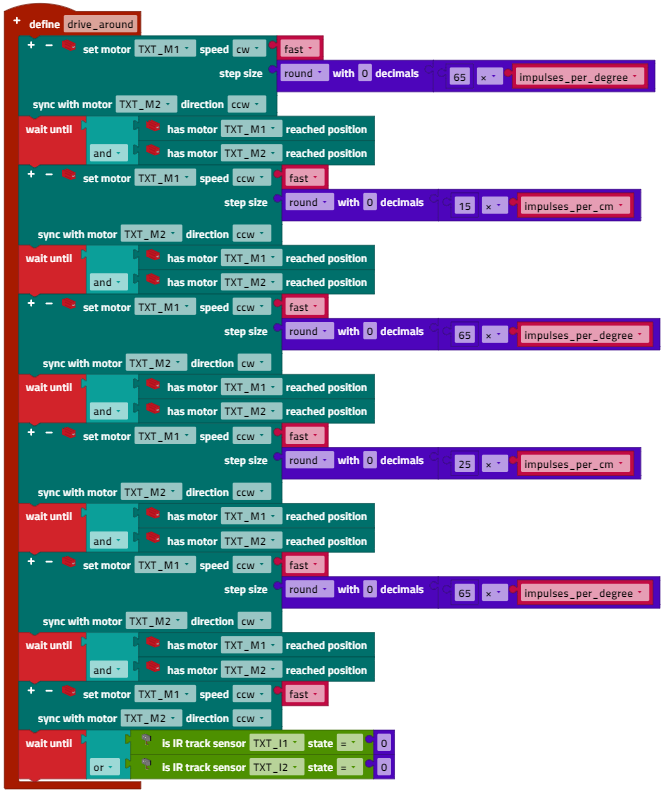 + define drive_around
+ − set motor TXT_M1 speed cw fast
step size round with 0 decimals 65 × impulses_per_degree
sync with motor TXT_M2 direction ccw
wait until has motor TXT_M1 reached position
and has motor TXT_M2 reached position
+ − set motor TXT_M1 speed ccw fast
step size round with 0 decimals 15 × impulses_per_cm
sync with motor TXT_M2 direction ccw
wait until has motor TXT_M1 reached position
and has motor TXT_M2 reached position
+ − set motor TXT_M1 speed ccw fast
step size round with 0 decimals 65 × impulses_per_degree
sync with motor TXT_M2 direction cw
wait until has motor TXT_M1 reached position
and has motor TXT_M2 reached position
+ − set motor TXT_M1 speed ccw fast
step size round with 0 decimals 25 × impulses_per_cm
sync with motor TXT_M2 direction ccw
wait until has motor TXT_M1 reached position
and has motor TXT_M2 reached position
+ − set motor TXT_M1 speed ccw fast
step size round with 0 decimals 65 × impulses_per_degree
sync with motor TXT_M2 direction cw
wait until has motor TXT_M1 reached position
and has motor TXT_M2 reached position
+ − set motor TXT_M1 speed ccw fast
sync with motor TXT_M2 direction ccw
wait until is IR track sensor TXT_I1 state = 0
or is IR track sensor TXT_I2 state = 0